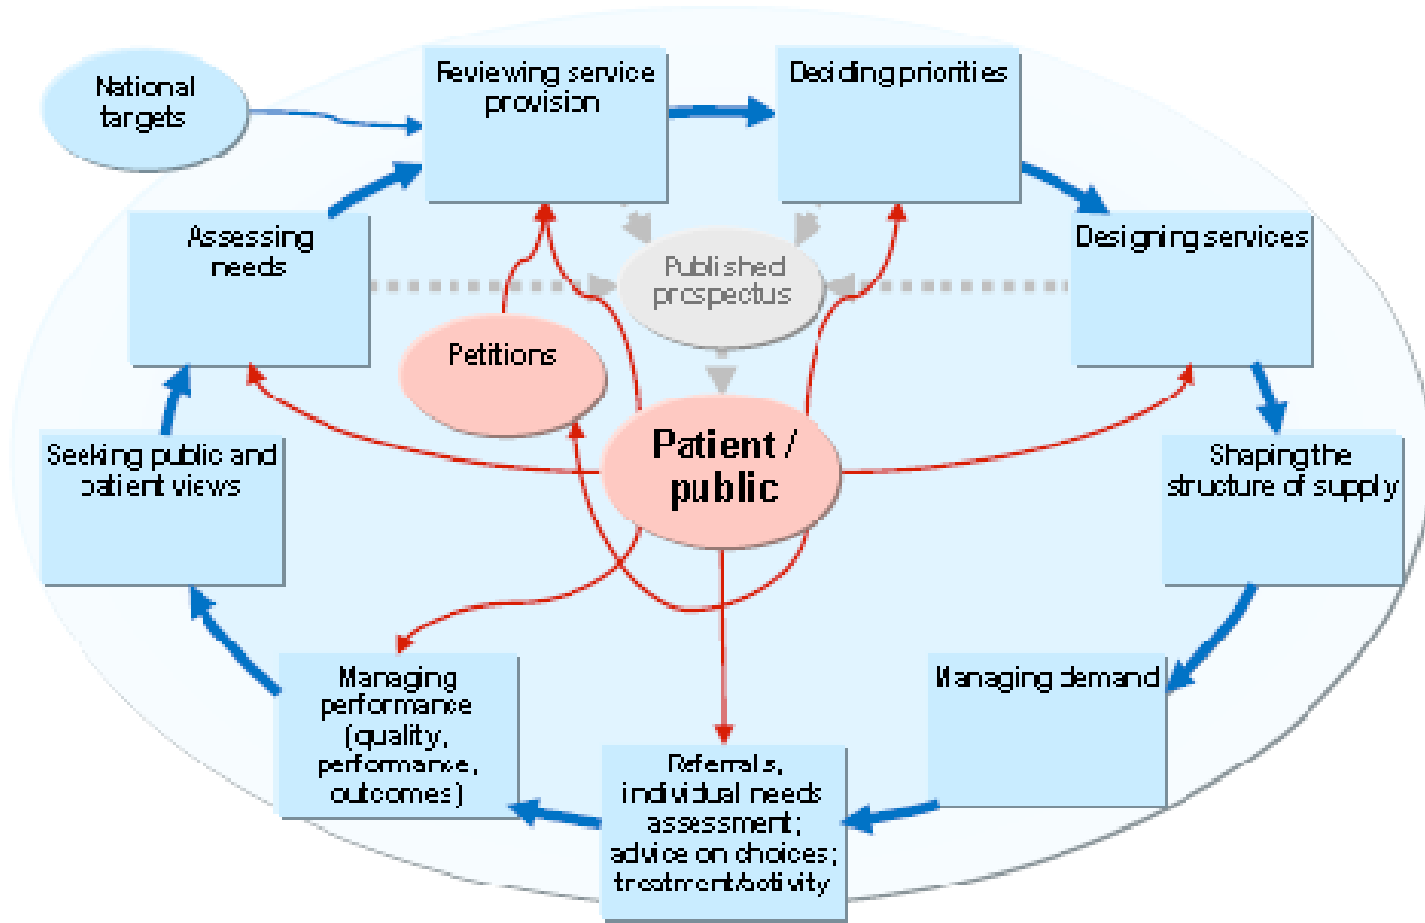 National
targets
Reviewing service
provision
Deciding priorities
Assessing
needs
Published
prospectus
Designing services
Petitions
Patient /
public
Seeking public and
patient views
Shaping the
structure of supply
Managing
performance
(quality,
performance,
outcomes)
Managing demand
Referrals,
individual needs
assessment;
advice on choices;
treatment/activity